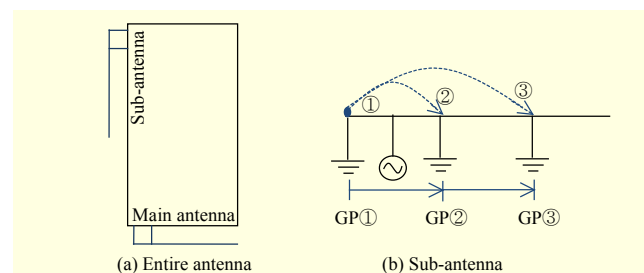 Sub-antenna
Main antenna
(a) Entire antenna
① ② ③
GP① GP② GP③
(b) Sub-antenna